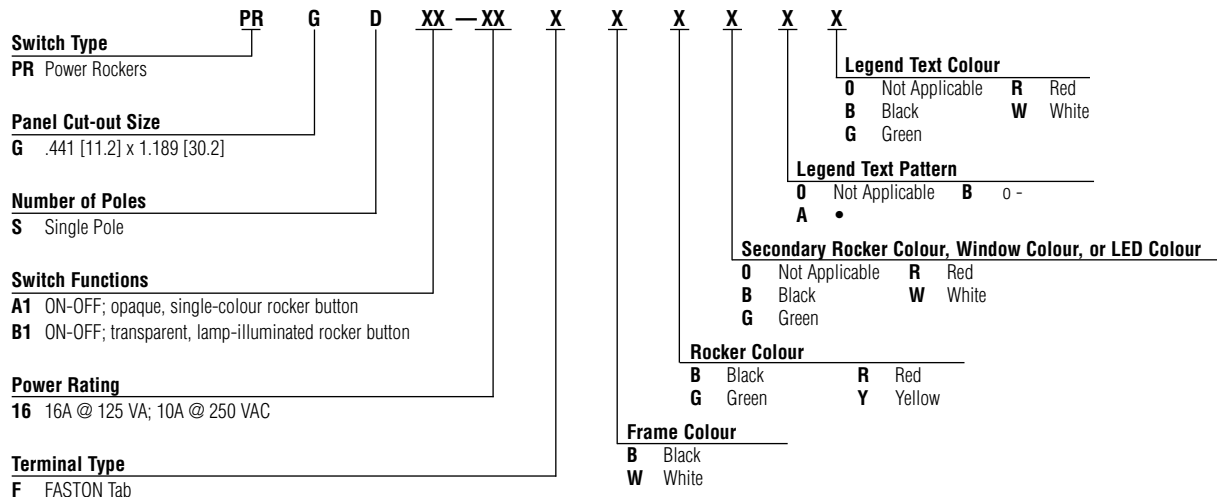 PR G D XX — XX X X X X X X
Switch Type
PR Power Rockers
Panel Cut-out Size
G .441 [11.2] x 1.189 [30.2]
Number of Poles
S Single Pole
Switch Functions
A1 ON-OFF; opaque, single-colour rocker button
B1 ON-OFF; transparent, lamp-illuminated rocker button
Power Rating
16 16A @ 125 VA; 10A @ 250 VAC
Terminal Type
F FASTON Tab
Legend Text Colour
0 Not Applicable R Red
B Black W White
G Green
Legend Text Pattern
0 Not Applicable B o -
A •
Secondary Rocker Colour, Window Colour, or LED Colour
0 Not Applicable R Red
B Black W White
G Green
Rocker Colour
B Black R Red
G Green Y Yellow
Frame Colour
B Black
W White